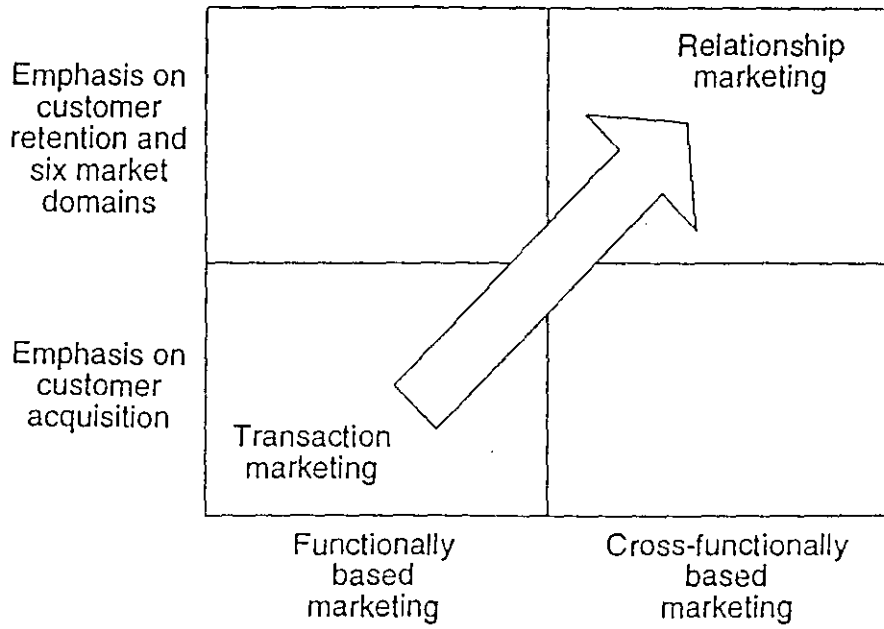 Relationship
marketing
Emphasis on
customer
retention and
six market
domains
Emphasis on
customer
acquisition
Transaction
marketing
Functionally
based
marketing
Cross-functionally
based
marketing